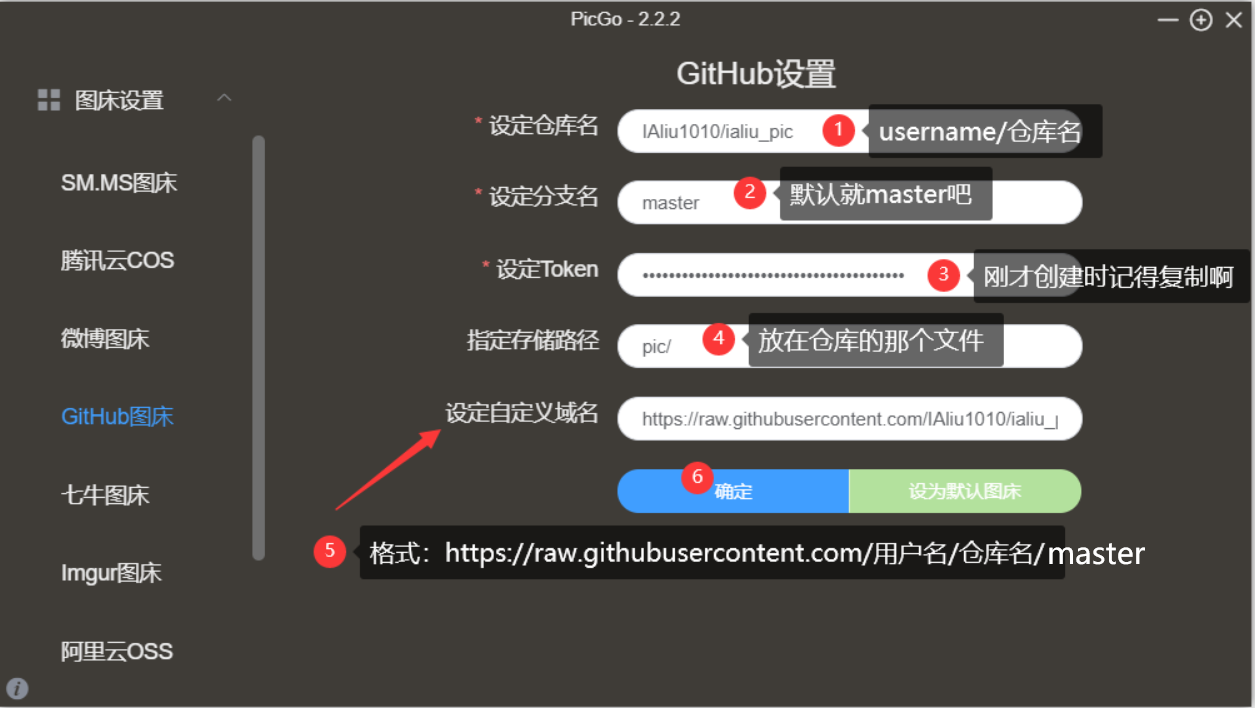 PicGo - 2.2.2
图床设置
SM.MS图床
腾讯云COS
微博图床
GitHub图床
七牛图床
Imgur图床
阿里云OSS
GitHub设置
* 设定仓库名 IAliu1010/ialiu_pic 1 username/仓库名
* 设定分支名 master 2 默认就master吧
* 设定Token •••••••••••••••••••••••••••••••••••••••• 3 刚才创建时记得复制啊
指定存储路径 pic/ 4 放在仓库的那个文件
设定自定义域名 https://raw.githubusercontent.com/IAliu1010/ialiu_
6 确定 设为默认图床
5 格式：https://raw.githubusercontent.com/用户名/仓库名/master